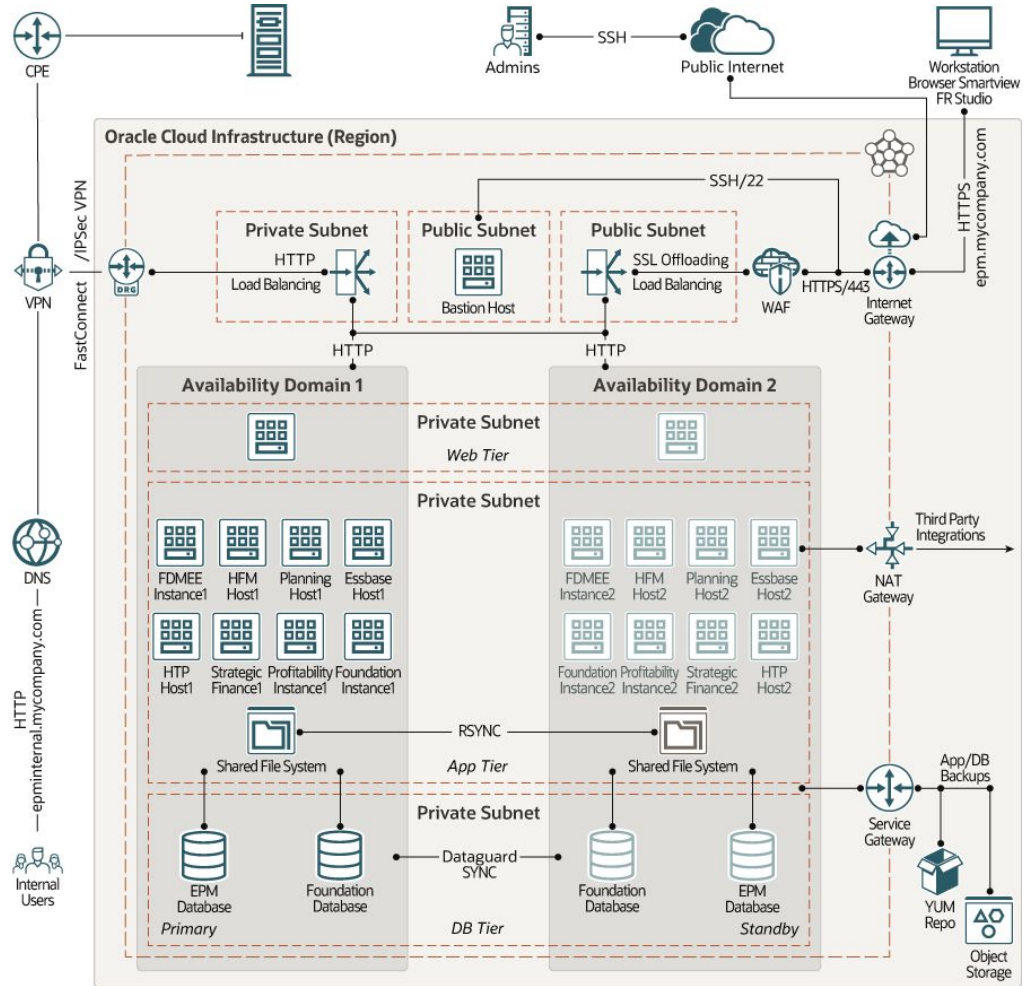 CPE
Admins
SSH
Public Internet
Workstation
Browser Smartview
FR Studio
Oracle Cloud Infrastructure (Region)
FastConnect /IPSec VPN
SSH/22
HTTPS
epm.mycompany.com
Private Subnet
HTTP
Load Balancing
Public Subnet
Bastion Host
Public Subnet
SSL Offloading
Load Balancing
WAF
HTTPS/443
Internet
Gateway
VPN
DRG
HTTP
HTTP
Availability Domain 1
Availability Domain 2
Private Subnet
Web Tier
Private Subnet
FDMEE
Instance1
HFM
Host1
Planning
Host1
Essbase
Host1
FDMEE
Instance2
HFM
Host2
Planning
Host2
Essbase
Host2
Third Party
Integrations
NAT
Gateway
DNS
HTP
Host1
Strategic
Finance1
Profitability
Instance1
Foundation
Instance1
Foundation
Instance2
Profitability
Instance2
Strategic
Finance2
HTP
Host2
HTTP
epminternal.mycompany.com
RSYNC
Shared File System
App Tier
Shared File System
App/DB
Backups
Service
Gateway
Private Subnet
Dataguard
SYNC
EPM
Database
Foundation
Database
Foundation
Database
EPM
Database
Primary
DB Tier
Standby
YUM
Repo
Object
Storage
Internal
Users